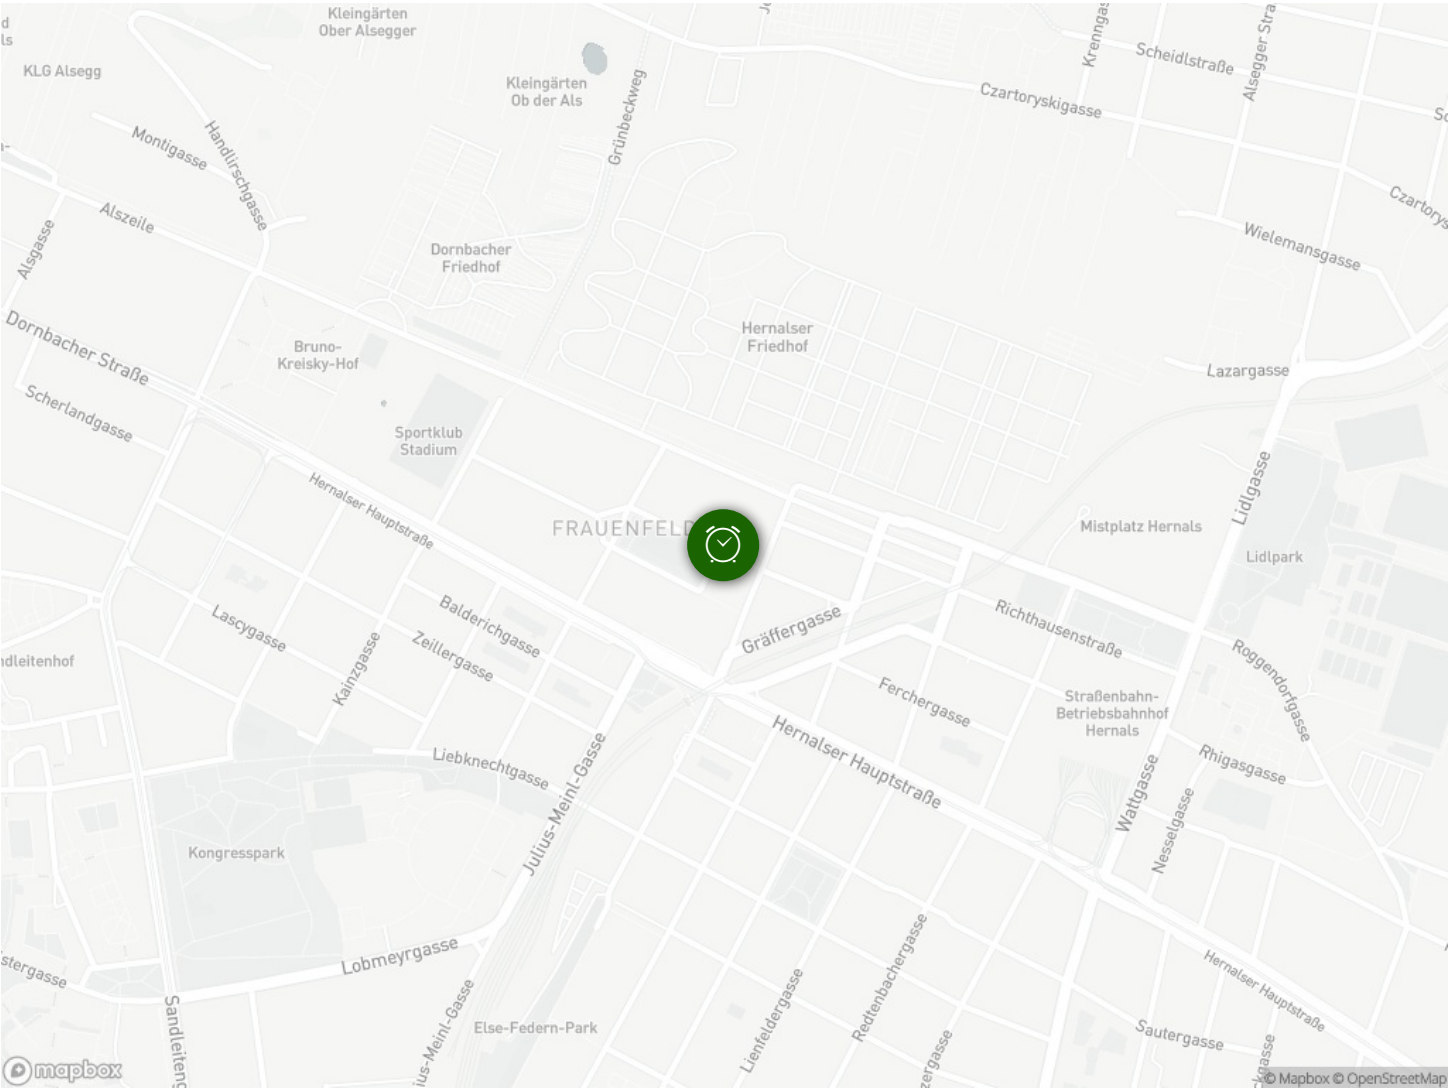 Kleingärten
Ober Alsegger
KLG Alsegg
Kleingärten
Ob der Als
Grünbeckweg
Scheidlstraße
Czartoryskigasse
Montigasse
Handlirschgasse
Alszeile
Alsgasse
Dornbacher
Friedhof
Wielemansgasse
Dornbacher Straße
Bruno-
Kreisky-Hof
Hernalser
Friedhof
Lazargasse
Scherlandgasse
Sportklub
Stadium
Hernalser Hauptstraße
FRAUENFELD
Lidlgasse
Mistplatz Hernals
Lidlpark
Lascygasse
Balderichgasse
Zeillergasse
Kainzgasse
Gräffergasse
Richthausenstraße
Roggendorfgasse
ndleitenhof
Ferchergasse
Straßenbahn-
Betriebsbahnhof
Hernals
Liebknechtgasse
Hernalser Hauptstraße
Julius-Meinl-Gasse
Rhigasgasse
Wattgasse
Nesselgasse
Kongresspark
Lobmeyrgasse
stergasse
Redtenbachergasse
Hernalser Hauptstraße
Sandleiteng
ius-Meinl-Gasse
Else-Federn-Park
Lienfeldergasse
zergasse
Sautergasse
ckgasse
Krenngas
Alsegger Stra
Czartorys
mapbox
© Mapbox © OpenStreetMap